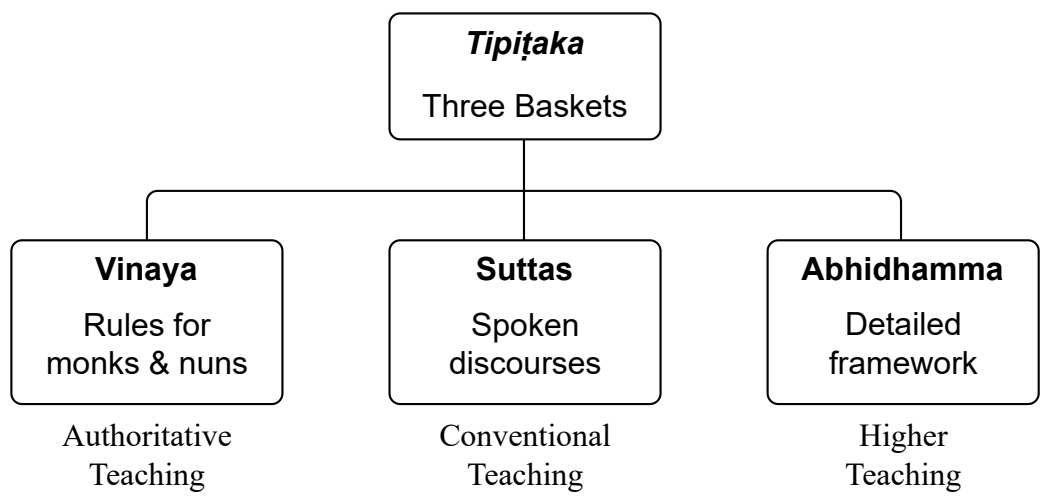 Tipiṭaka
Three Baskets
Vinaya
Rules for
monks & nuns
Authoritative
Teaching
Suttas
Spoken
discourses
Conventional
Teaching
Abhidhamma
Detailed
framework
Higher
Teaching